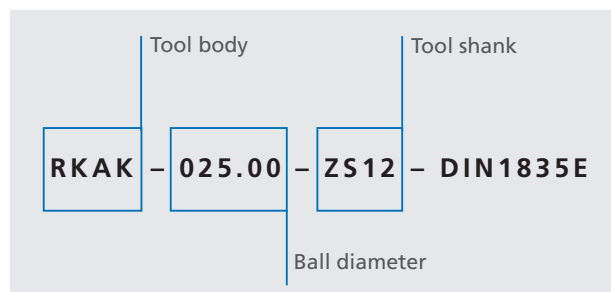 Tool body Tool shank
RKAK – 025.00 – ZS12 – DIN1835E
Ball diameter